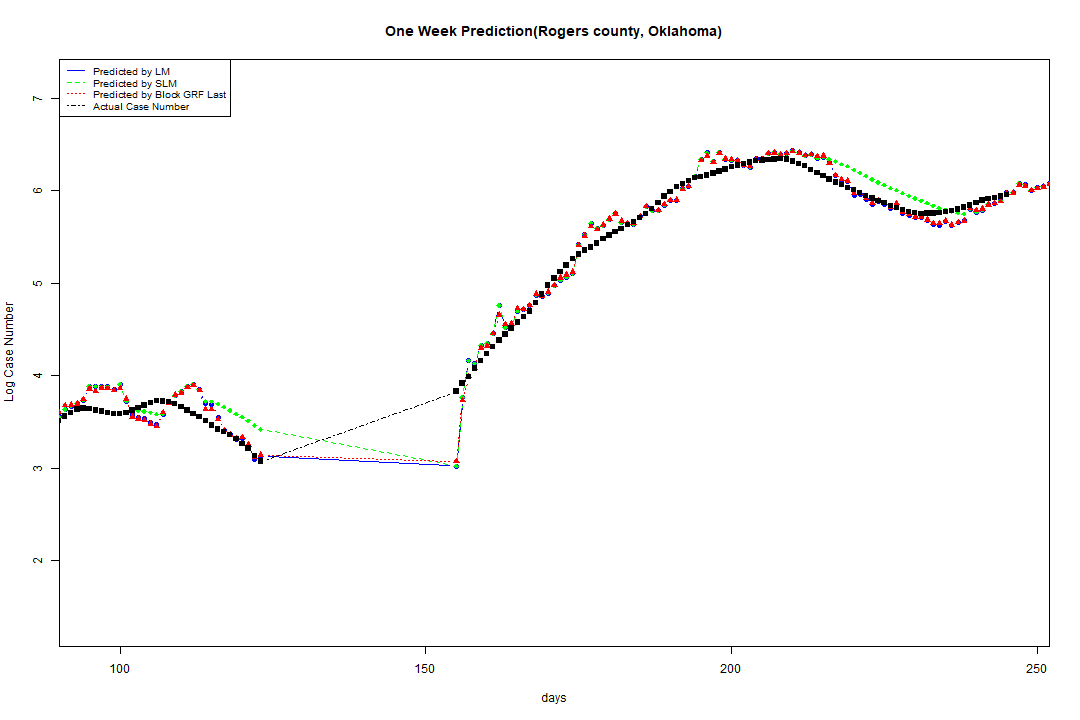 One Week Prediction(Rogers county, Oklahoma)
Predicted by LM
Predicted by SLM
Predicted by Block GRF Last
Actual Case Number
7
6
5
4
3
2
Log Case Number
100
150
200
250
days